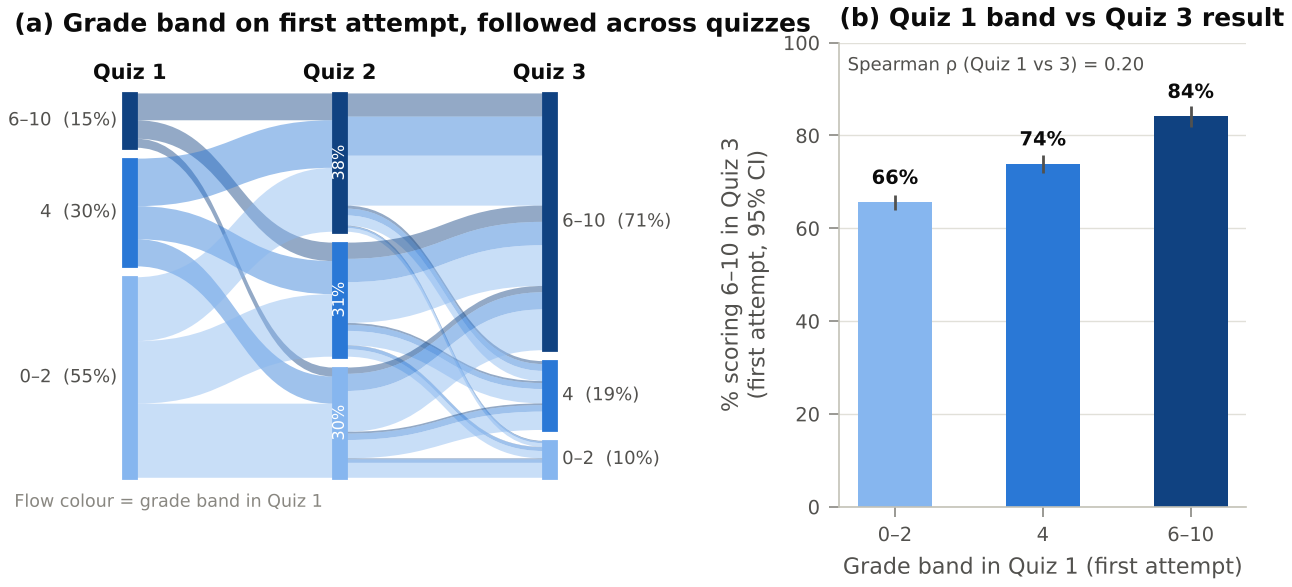 (a) Grade band on first attempt, followed across quizzes
Quiz 1
Quiz 2
Quiz 3
6–10 (15%)
4 (30%)
0–2 (55%)
38%
31%
30%
6–10 (71%)
4 (19%)
0–2 (10%)
Flow colour = grade band in Quiz 1
(b) Quiz 1 band vs Quiz 3 result
Spearman ρ (Quiz 1 vs 3) = 0.20
% scoring 6–10 in Quiz 3
(first attempt, 95% CI)
100
80
60
40
20
0
66%
74%
84%
0–2
4
6–10
Grade band in Quiz 1 (first attempt)